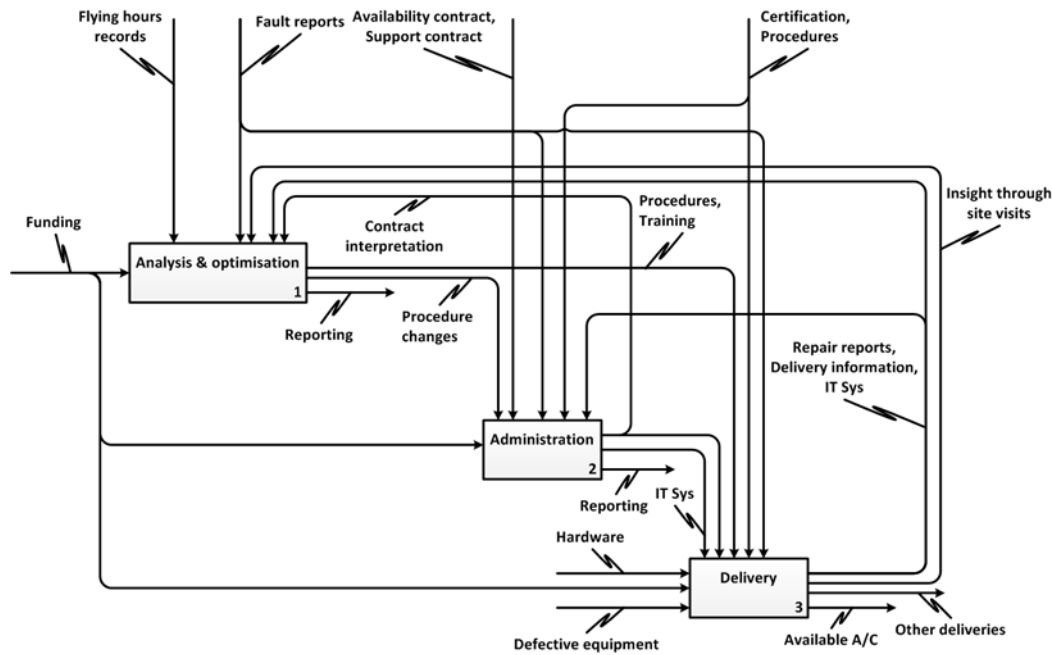 Flying hours
records
Fault reports
Availability contract,
Support contract
Certification,
Procedures
Funding
Contract
interpretation
Procedures,
Training
Insight through
site visits
Analysis & optimisation
1
Reporting
Procedure
changes
Repair reports,
Delivery information,
IT Sys
Administration
2
Reporting
IT Sys
Hardware
Delivery
3
Defective equipment
Available A/C
Other deliveries